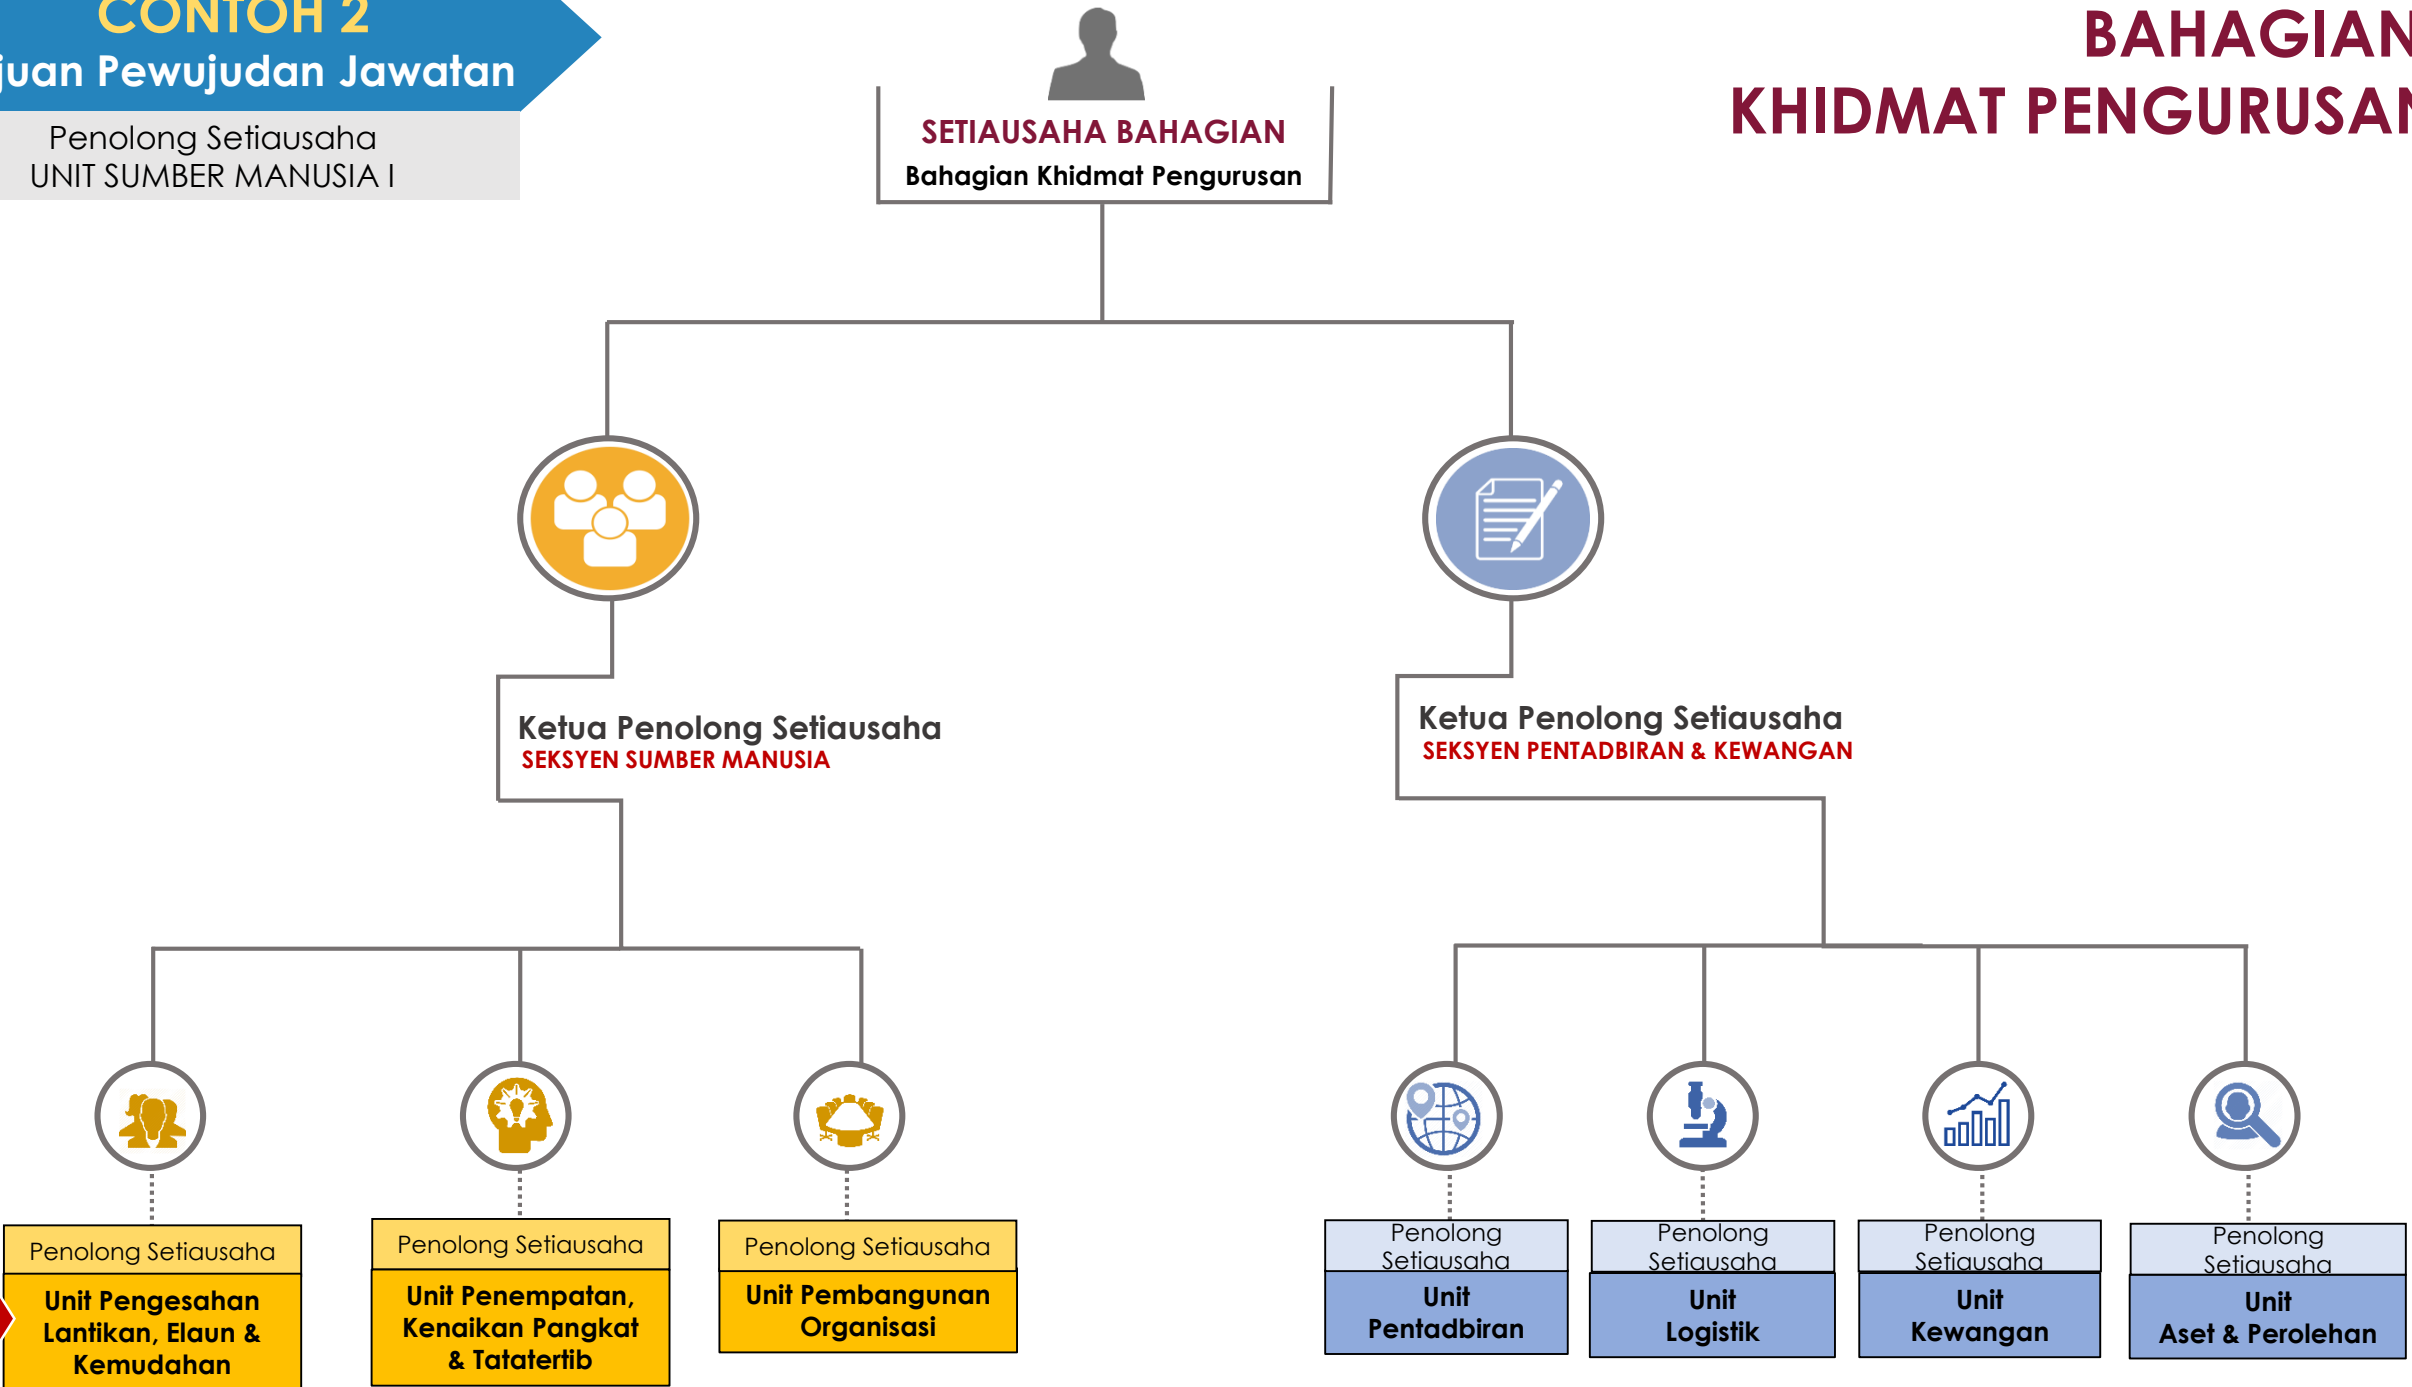 CONTOH 2
juan Pewujudan Jawatan
Penolong Setiausaha
UNIT SUMBER MANUSIA I
BAHAGIAN
KHIDMAT PENGURUSAN
SETIAUSAHA BAHAGIAN
Bahagian Khidmat Pengurusan
Ketua Penolong Setiausaha
SEKSYEN SUMBER MANUSIA
Ketua Penolong Setiausaha
SEKSYEN PENTADBIRAN & KEWANGAN
Penolong Setiausaha
Unit Pengesahan
Lantikan, Elaun &
Kemudahan
Penolong Setiausaha
Unit Penempatan,
Kenaikan Pangkat
& Tatatertib
Penolong Setiausaha
Unit Pembangunan
Organisasi
Penolong
Setiausaha
Unit
Pentadbiran
Penolong
Setiausaha
Unit
Logistik
Penolong
Setiausaha
Unit
Kewangan
Penolong
Setiausaha
Unit
Aset & Perolehan